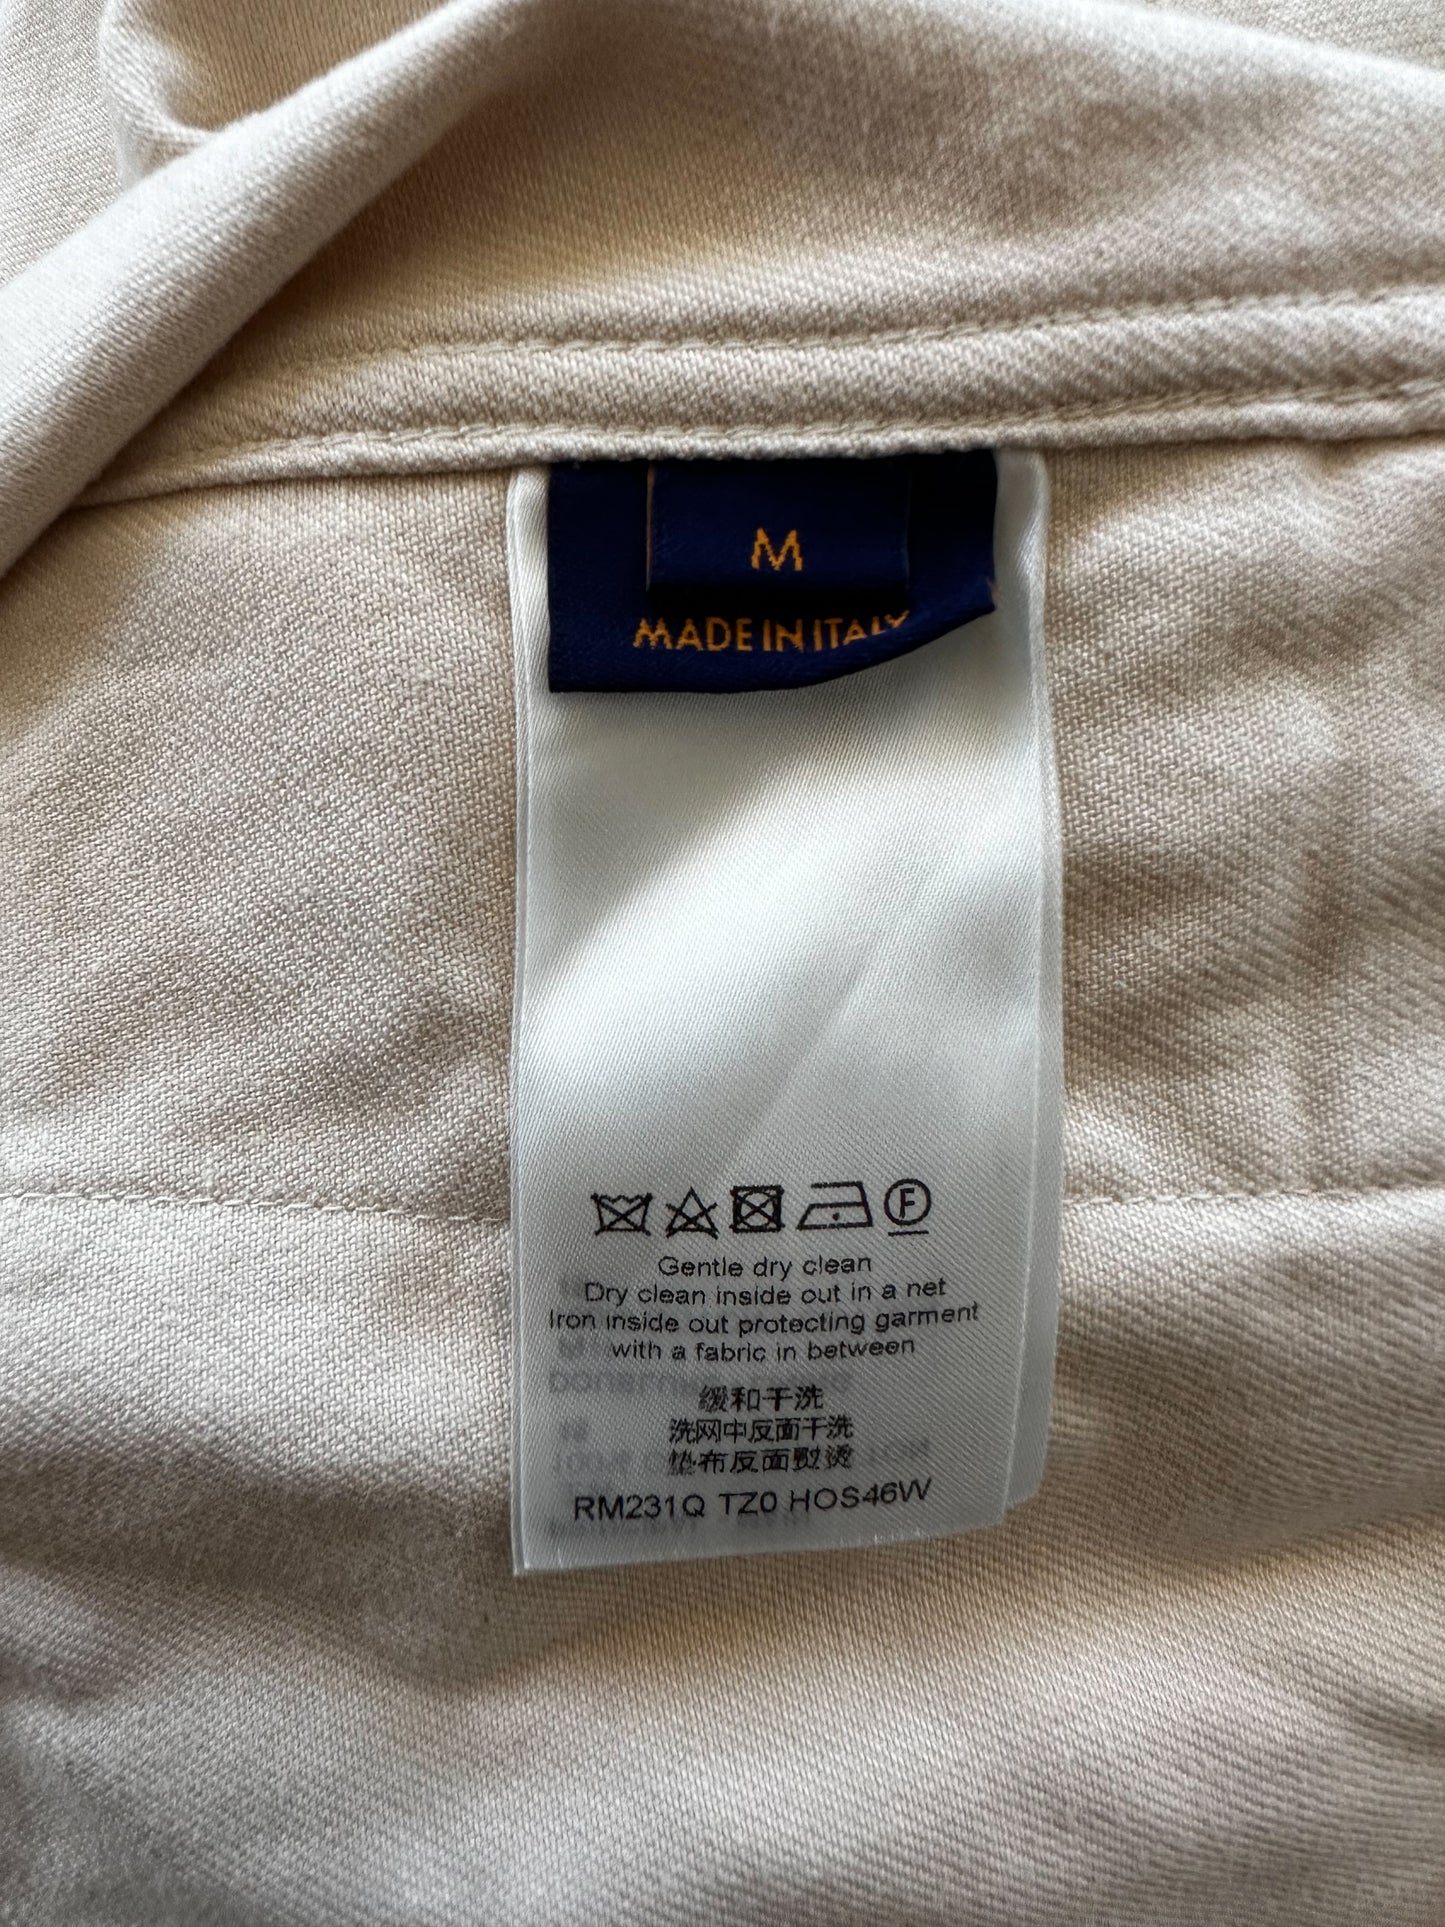 M
MADE IN ITALY
F
Gentle dry clean
Dry clean inside out in a net
Iron inside out protecting garment
with a fabric in between
缓和干洗
洗网中反面干洗
垫布反面熨烫
RM231Q TZ0 HOS46W